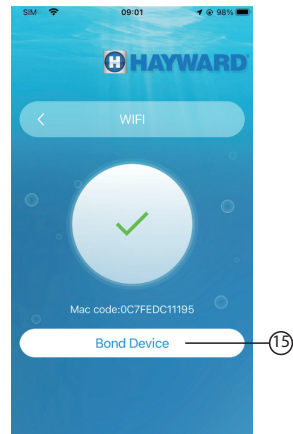 SIM 09:01 98%
HAYWARD
WIFI
Mac code:0C7FEDC11195
Bond Device
15